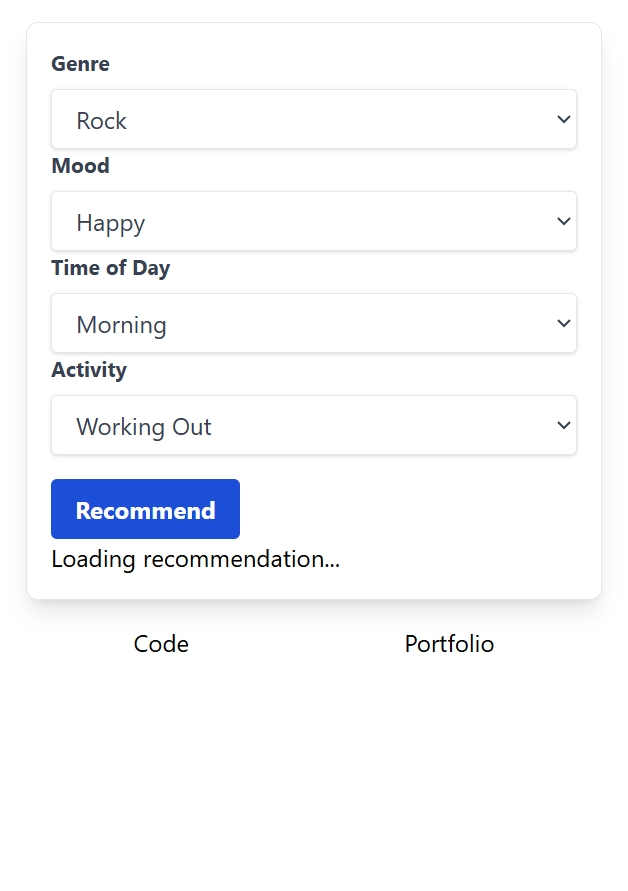 Genre
Rock
Mood
Happy
Time of Day
Morning
Activity
Working Out
Recommend
Loading recommendation...
Code Portfolio